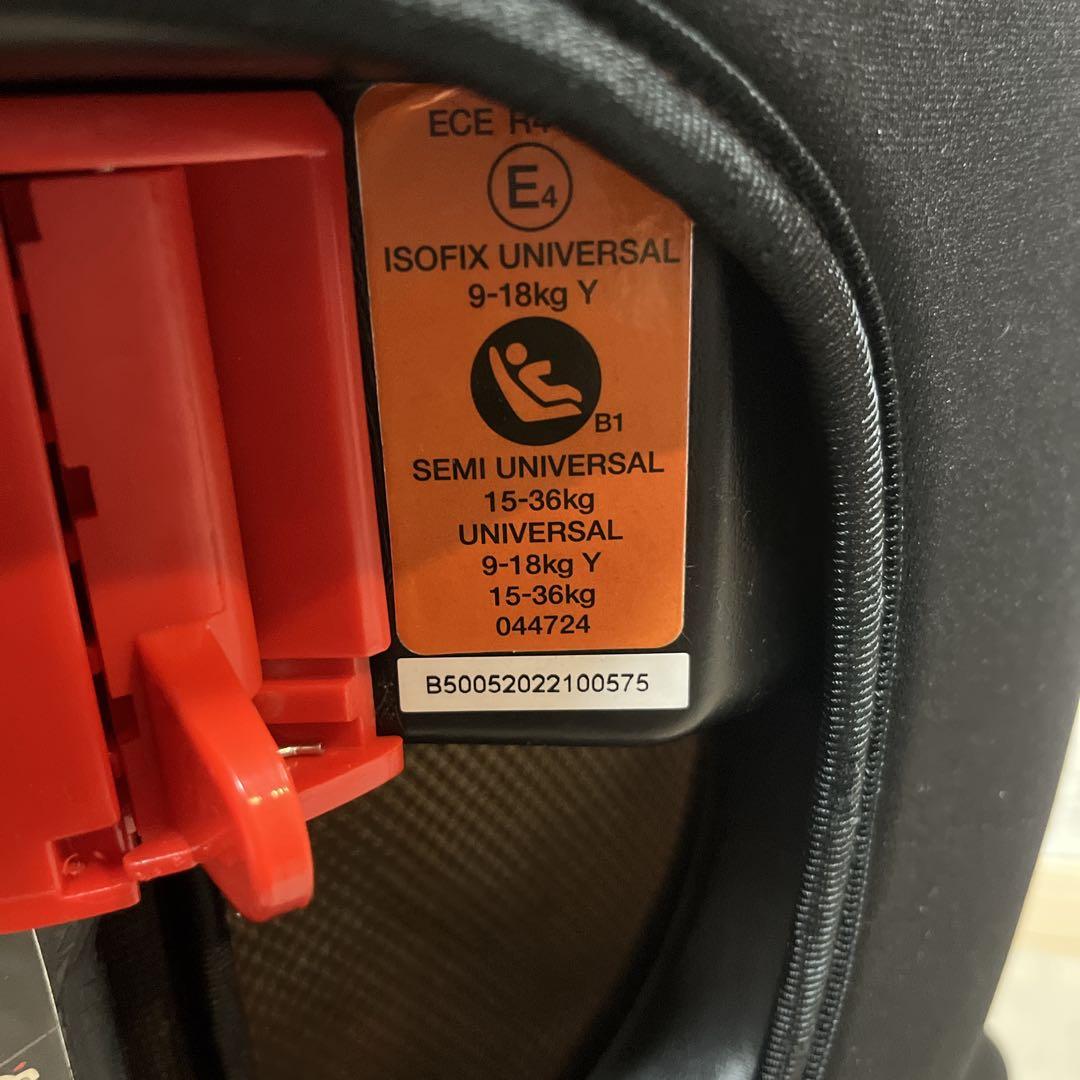 ECE R4
E4
ISOFIX UNIVERSAL
9-18kg Y
B1
SEMI UNIVERSAL
15-36kg
UNIVERSAL
9-18kg Y
15-36kg
044724
B50052022100575